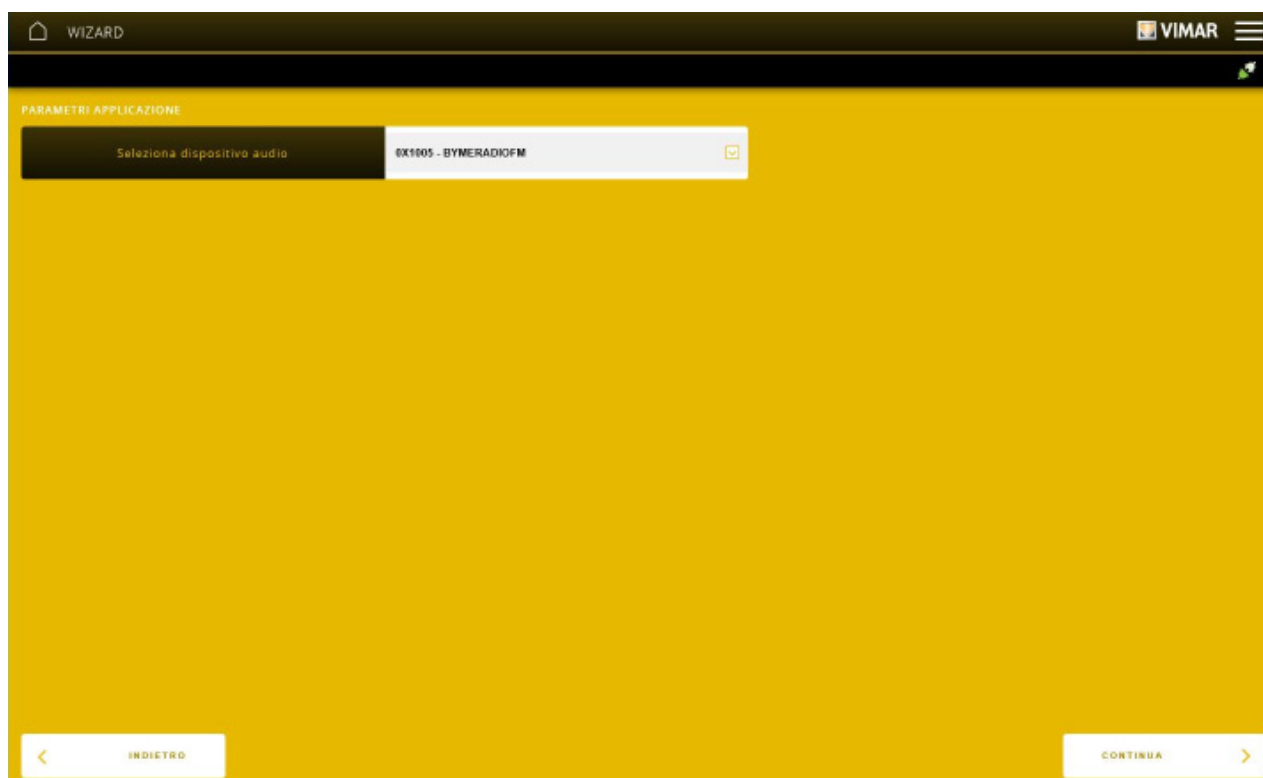 WIZARD
VIMAR
PARAMETRI APPLICAZIONE
Seleziona dispositivo audio
0X1005 - BYMERADIOFM
INDIETRO
CONTINUA